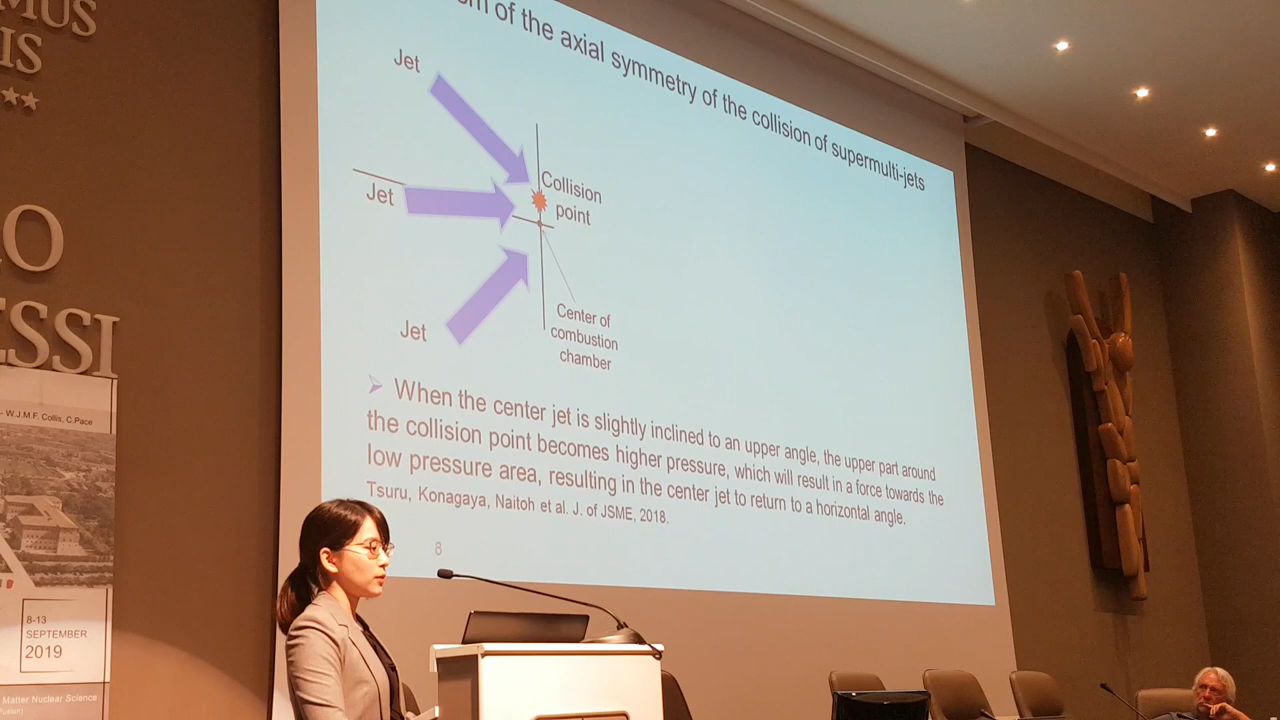 MUS
IS
O
ESSI
- W.J.M.F. Collis, C.Pace
8-13
SEPTEMBER
2019
Matter Nuclear Science
of the axial symmetry of the collision of supermulti-jets
Jet
Jet
Jet
Collision
point
Center of
combustion
chamber
When the center jet is slightly inclined to an upper angle, the upper part around
the collision point becomes higher pressure, which will result in a force towards the
low pressure area, resulting in the center jet to return to a horizontal angle.
Tsuru, Konagaya, Naitoh et al. J. of JSME, 2018.
8